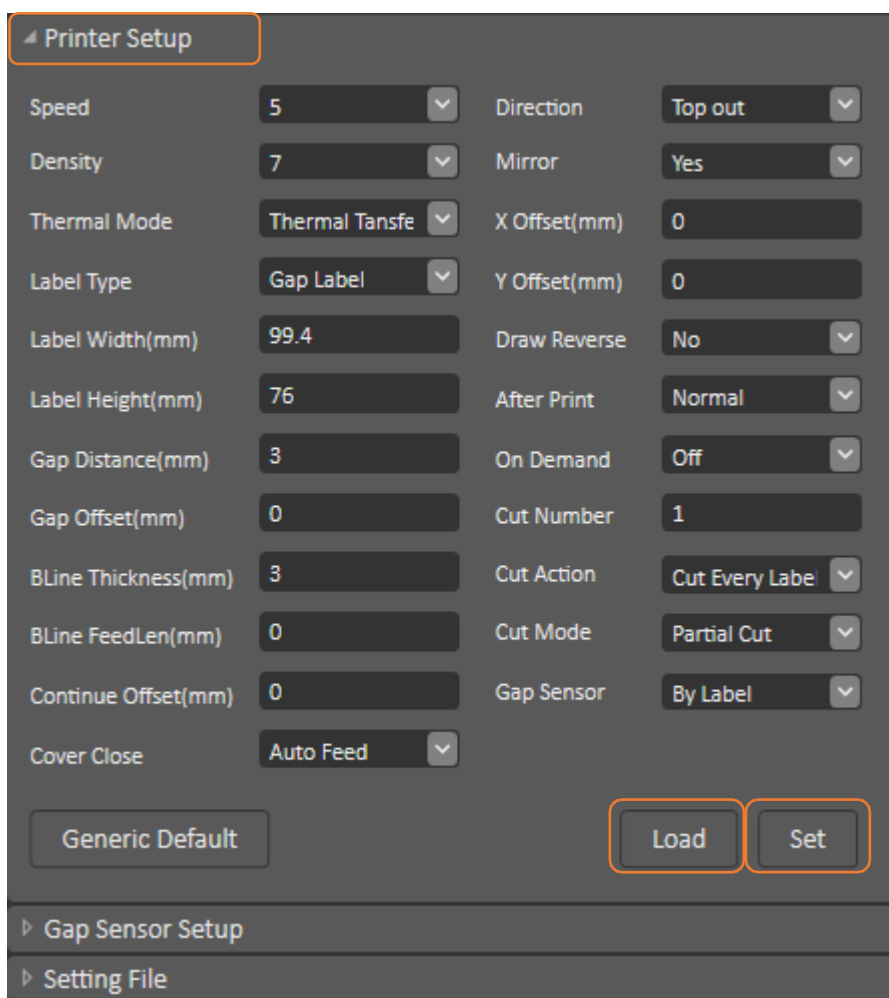 Printer Setup
Speed 5 Direction Top out
Density 7 Mirror Yes
Thermal Mode Thermal Tansfe X Offset(mm) 0
Label Type Gap Label Y Offset(mm) 0
Label Width(mm) 99.4 Draw Reverse No
Label Height(mm) 76 After Print Normal
Gap Distance(mm) 3 On Demand Off
Gap Offset(mm) 0 Cut Number 1
BLine Thickness(mm) 3 Cut Action Cut Every Label
BLine FeedLen(mm) 0 Cut Mode Partial Cut
Continue Offset(mm) 0 Gap Sensor By Label
Cover Close Auto Feed
Generic Default Load Set
Gap Sensor Setup
Setting File